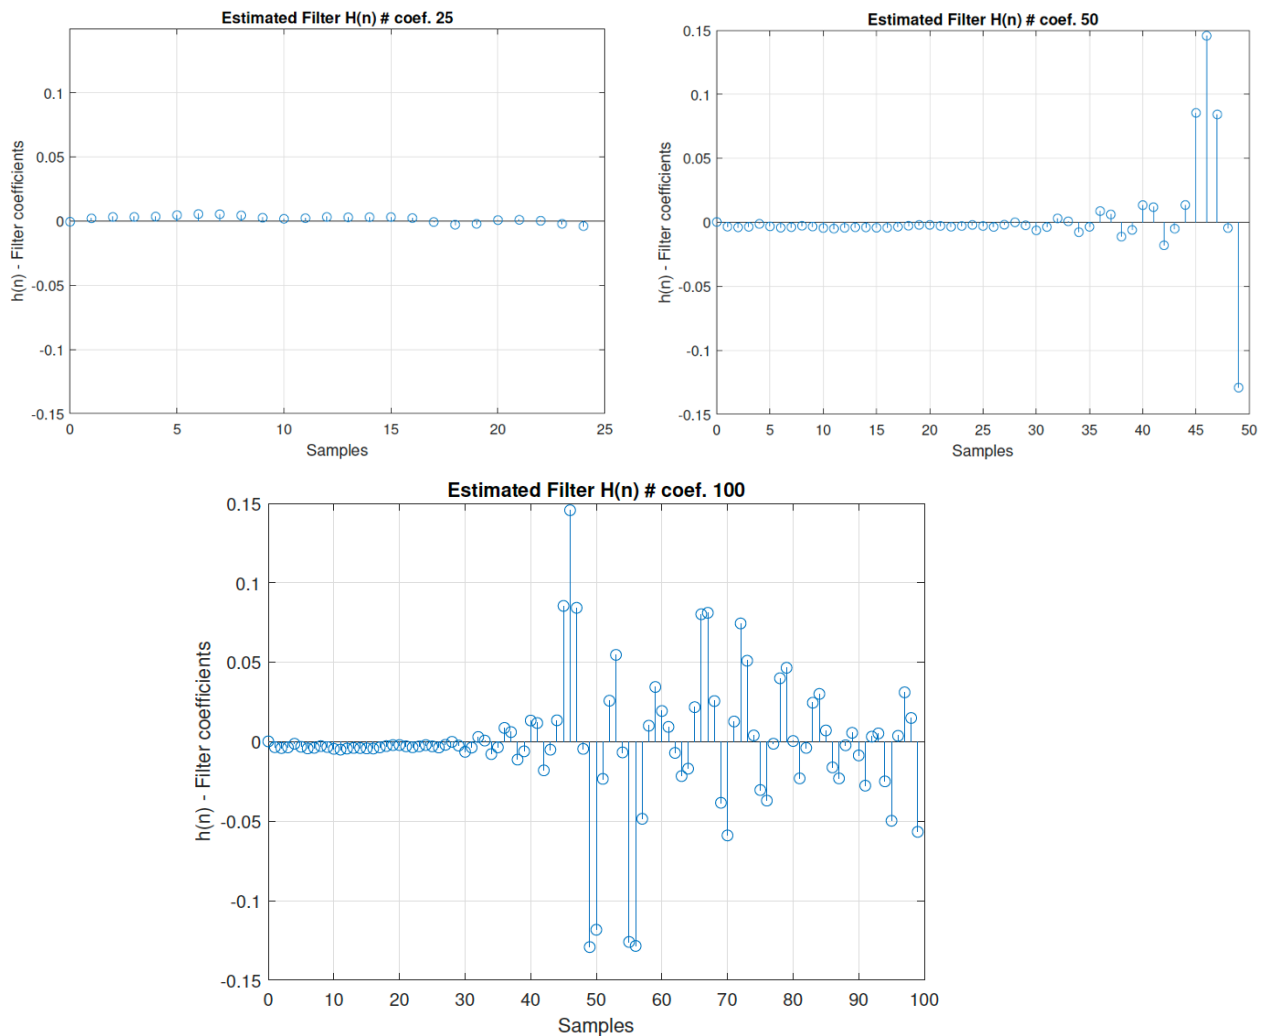 Estimated Filter H(n) # coef. 25
h(n) - Filter coefficients
0.1
0.05
0
-0.05
-0.1
-0.15
0 5 10 15 20 25
Samples
Estimated Filter H(n) # coef. 50
h(n) - Filter coefficients
0.15
0.1
0.05
0
-0.05
-0.1
-0.15
0 5 10 15 20 25 30 35 40 45 50
Samples
Estimated Filter H(n) # coef. 100
h(n) - Filter coefficients
0.15
0.1
0.05
0
-0.05
-0.1
-0.15
0 10 20 30 40 50 60 70 80 90 100
Samples